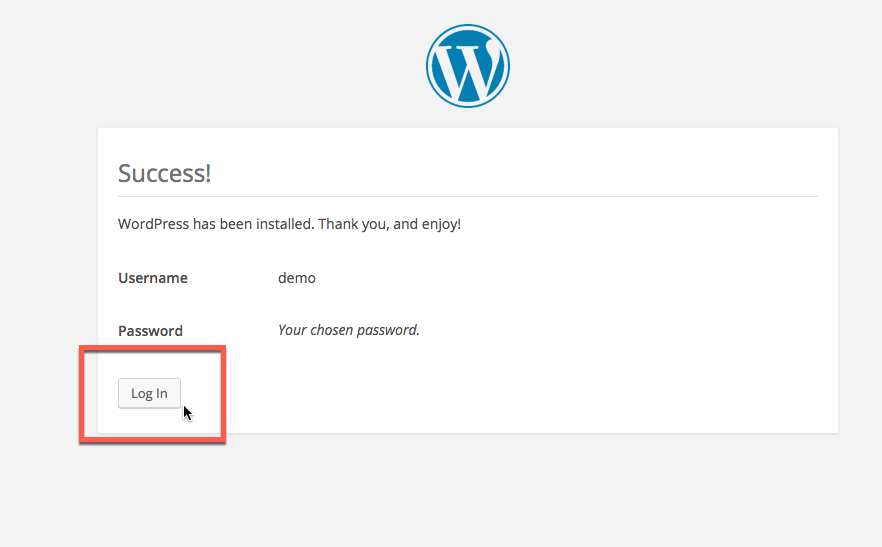 Success!
WordPress has been installed. Thank you, and enjoy!
Username demo
Password Your chosen password.
Log In